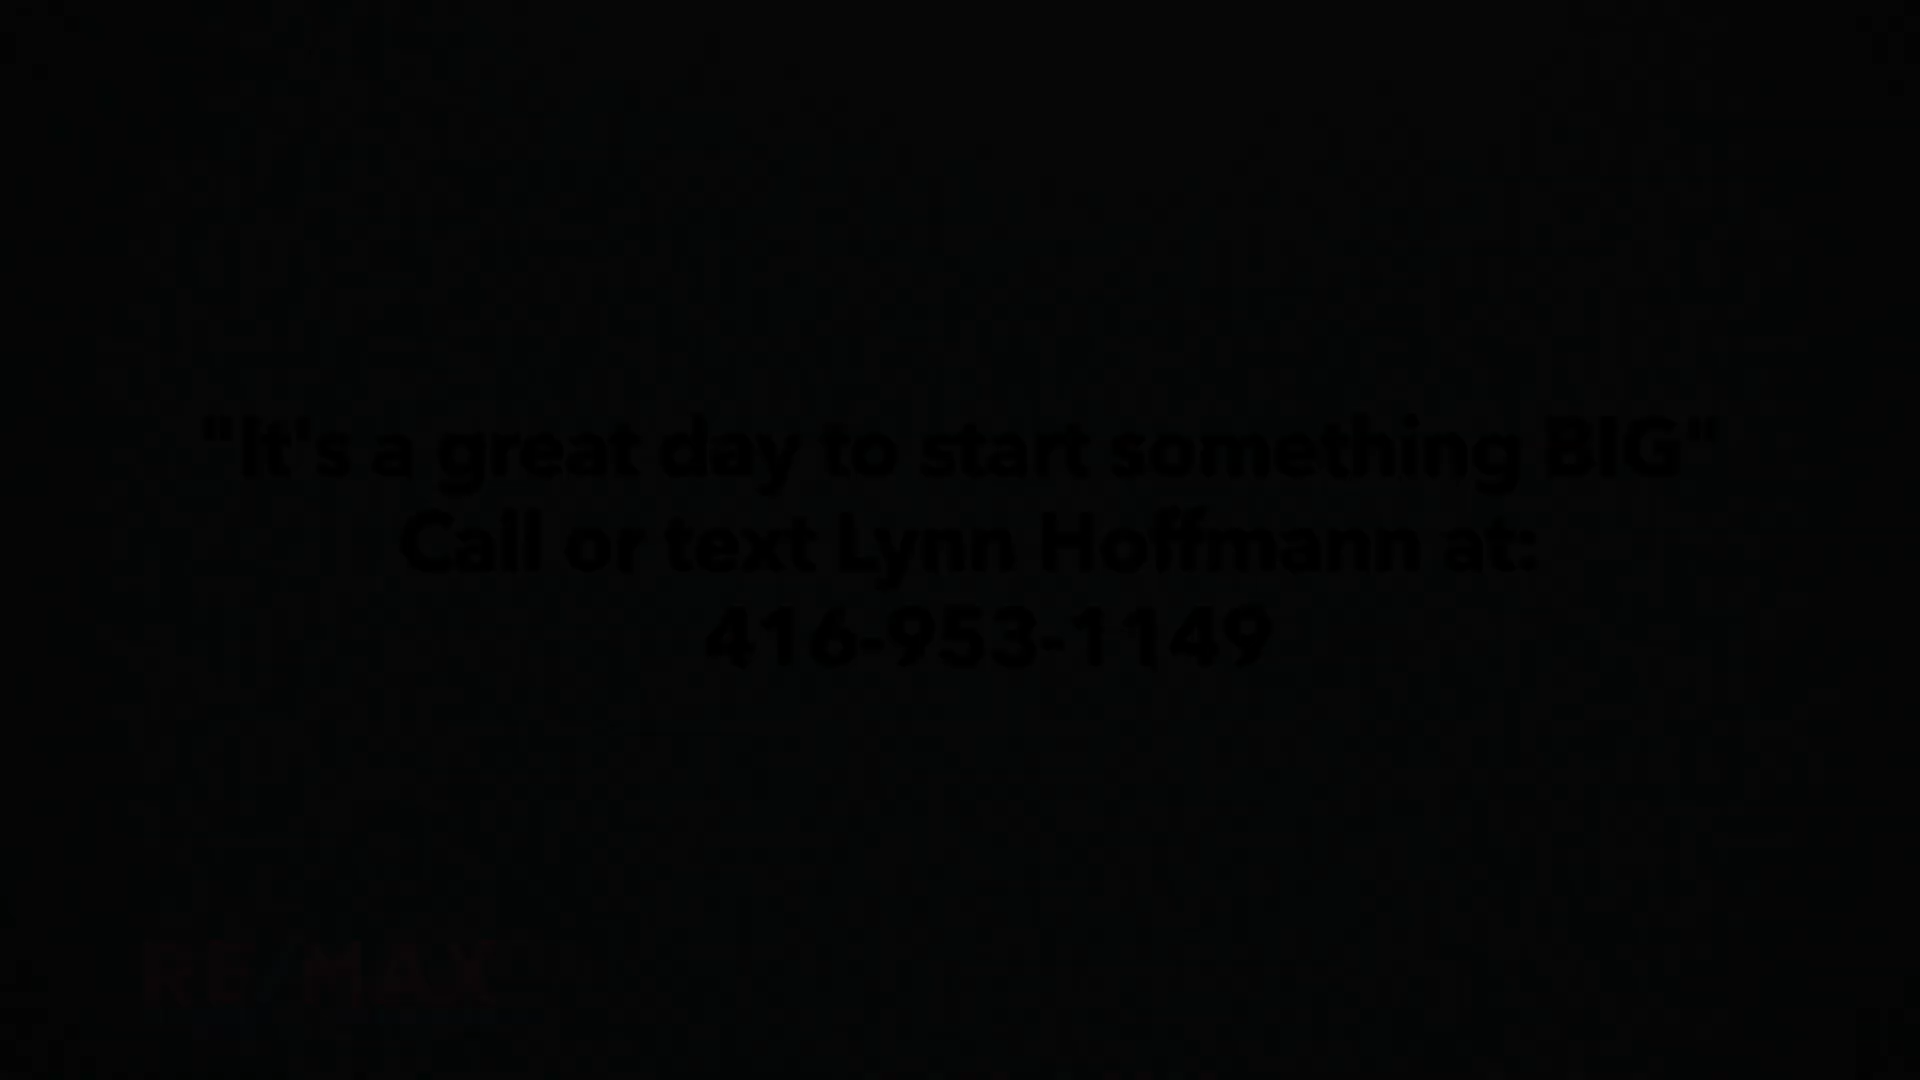 "It's a great day to start something BIG"
Call or text Lynn Hoffmann at:
416-953-1149
RE/MAX